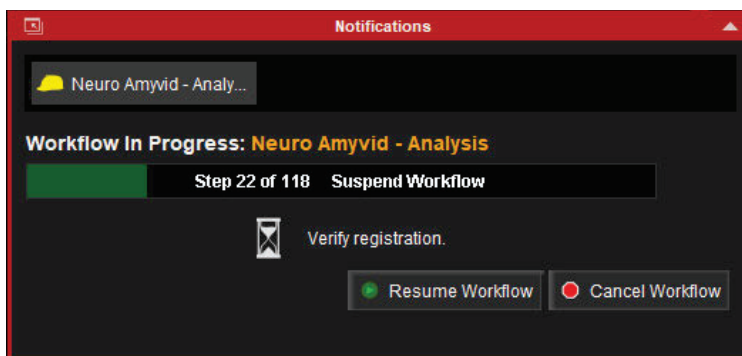 Notifications
Neuro Amyvid - Analy...
Workflow In Progress: Neuro Amyvid - Analysis
Step 22 of 118 Suspend Workflow
Verify registration.
Resume Workflow Cancel Workflow